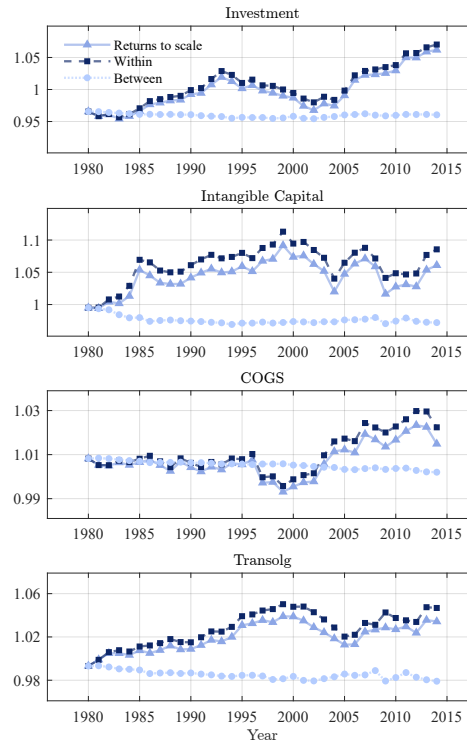 Investment
Returns to scale
Within
Between
1.05
1
0.95
1980 1985 1990 1995 2000 2005 2010 2015
Intangible Capital
1.1
1.05
1
1980 1985 1990 1995 2000 2005 2010 2015
COGS
1.03
1.01
0.99
1980 1985 1990 1995 2000 2005 2010 2015
Transolg
1.06
1.02
0.98
1980 1985 1990 1995 2000 2005 2010 2015
Year